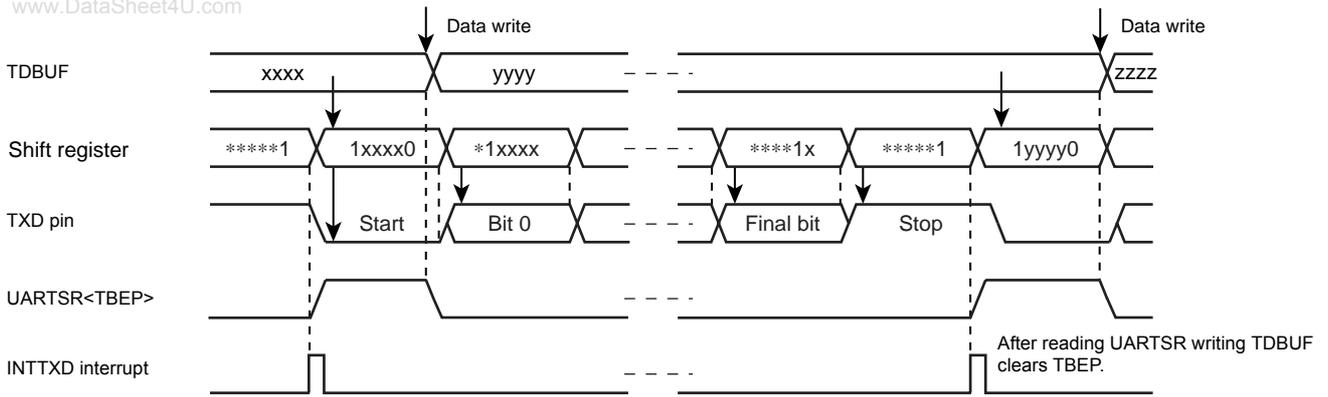 www.DataSheet4U.com
Data write
Data write
TDBUF
xxxx
yyyy
zzzz
Shift register
*****1
1xxxx0
*1xxxx
****1x
*****1
1yyyy0
TXD pin
Start
Bit 0
Final bit
Stop
UARTSR<TBEP>
After reading UARTSR writing TDBUF
clears TBEP.
INTTXD interrupt